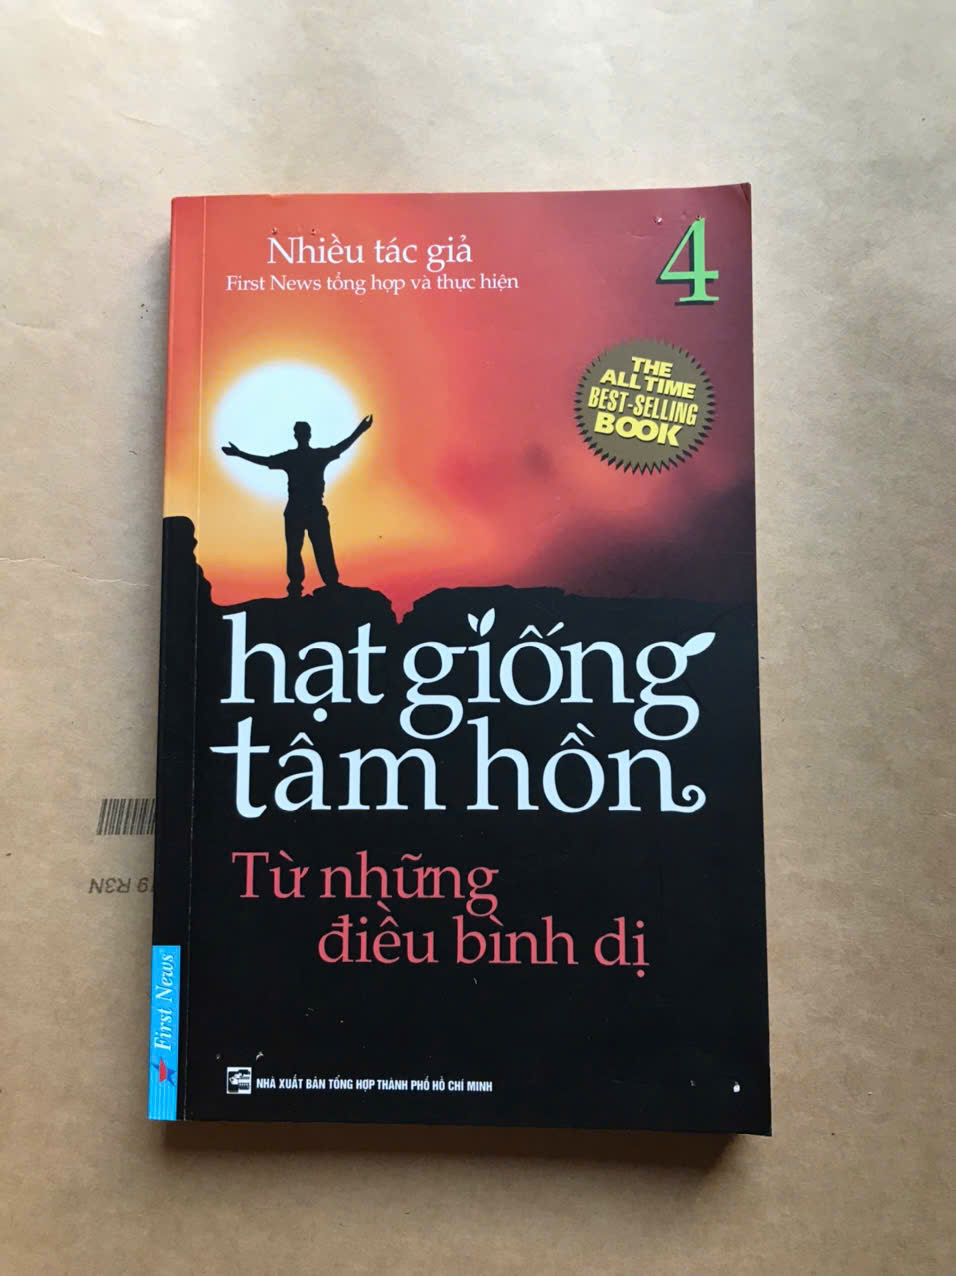 Nhiều tác giả
First News tổng hợp và thực hiện
4
THE
ALL TIME
BEST-SELLING
BOOK
hạt giống
tâm hồn
Từ những
điều bình dị
First News
NHÀ XUẤT BẢN TỔNG HỢP THÀNH PHỐ HỒ CHÍ MINH